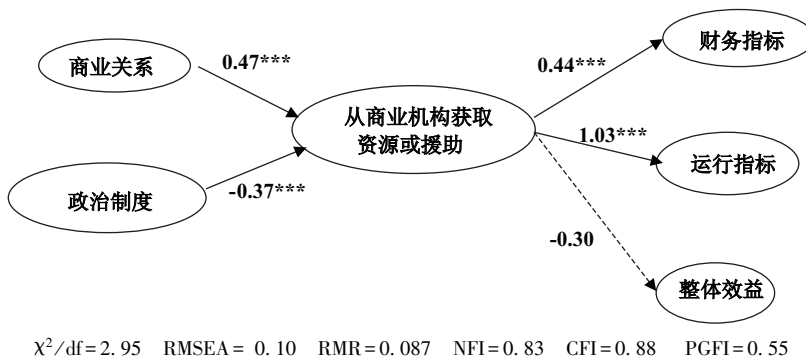 商业关系
0.47***
政治制度
-0.37***
从商业机构获取
资源或援助
0.44***
财务指标
1.03***
运行指标
-0.30
整体效益
χ²/df=2.95 RMSEA= 0.10 RMR=0.087 NFI=0.83 CFI=0.88 PGFI=0.55